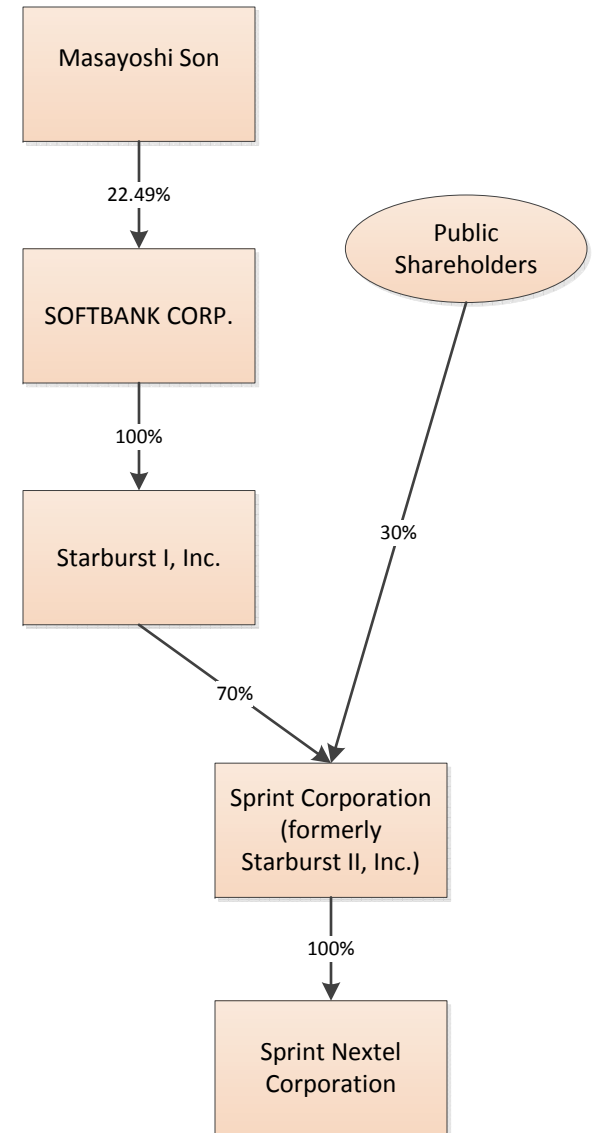 Masayoshi Son
22.49%
Public
Shareholders
SOFTBANK CORP.
100%
Starburst I, Inc.
30%
70%
Sprint Corporation
(formerly
Starburst II, Inc.)
100%
Sprint Nextel
Corporation